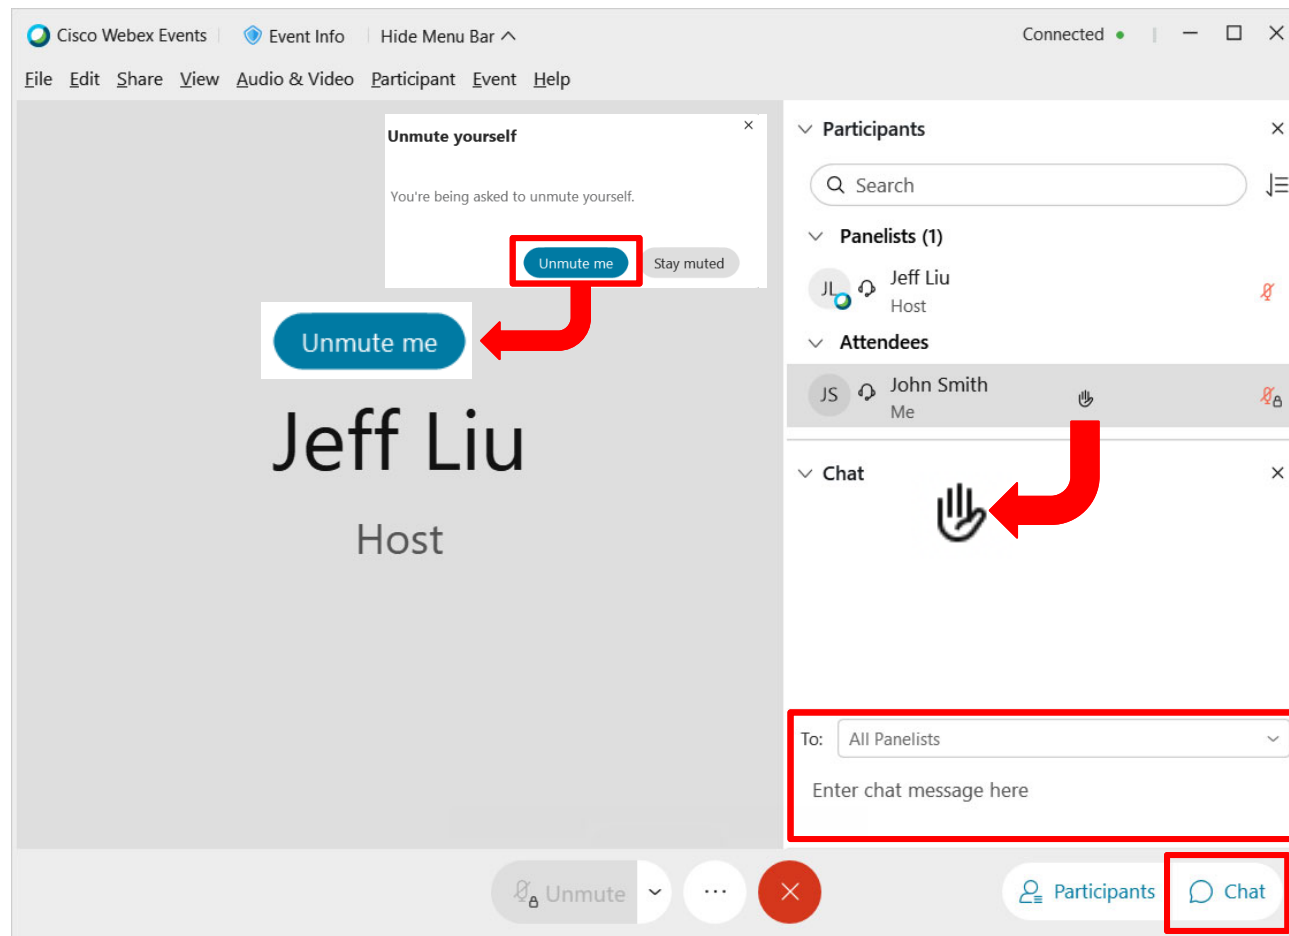 Cisco Webex Events
Event Info
Hide Menu Bar
Connected
File Edit Share View Audio & Video Participant Event Help
Unmute yourself
You're being asked to unmute yourself.
Unmute me
Stay muted
Unmute me
Jeff Liu
Host
Participants
Search
Panelists (1)
JL
Jeff Liu
Host
Attendees
JS
John Smith
Me
Chat
To: All Panelists
Enter chat message here
Unmute
Participants
Chat